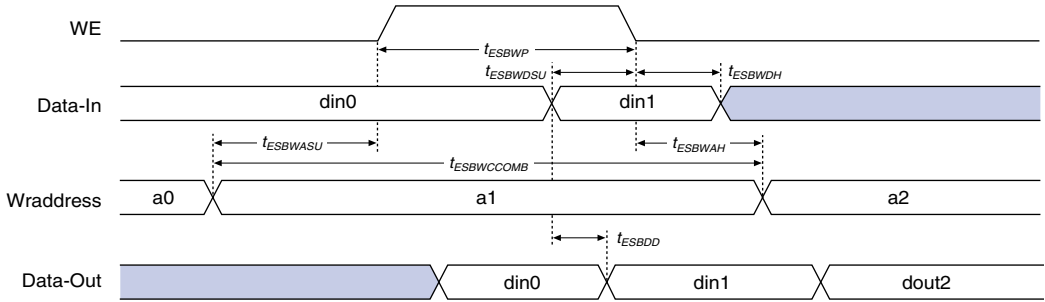 WE
tESBWP
tESBWDSU
tESBWDH
Data-In
din0
din1
tESBWASU
tESBWAH
tESBWCCOMB
Wraddress
a0
a1
a2
tESBDD
Data-Out
din0
din1
dout2